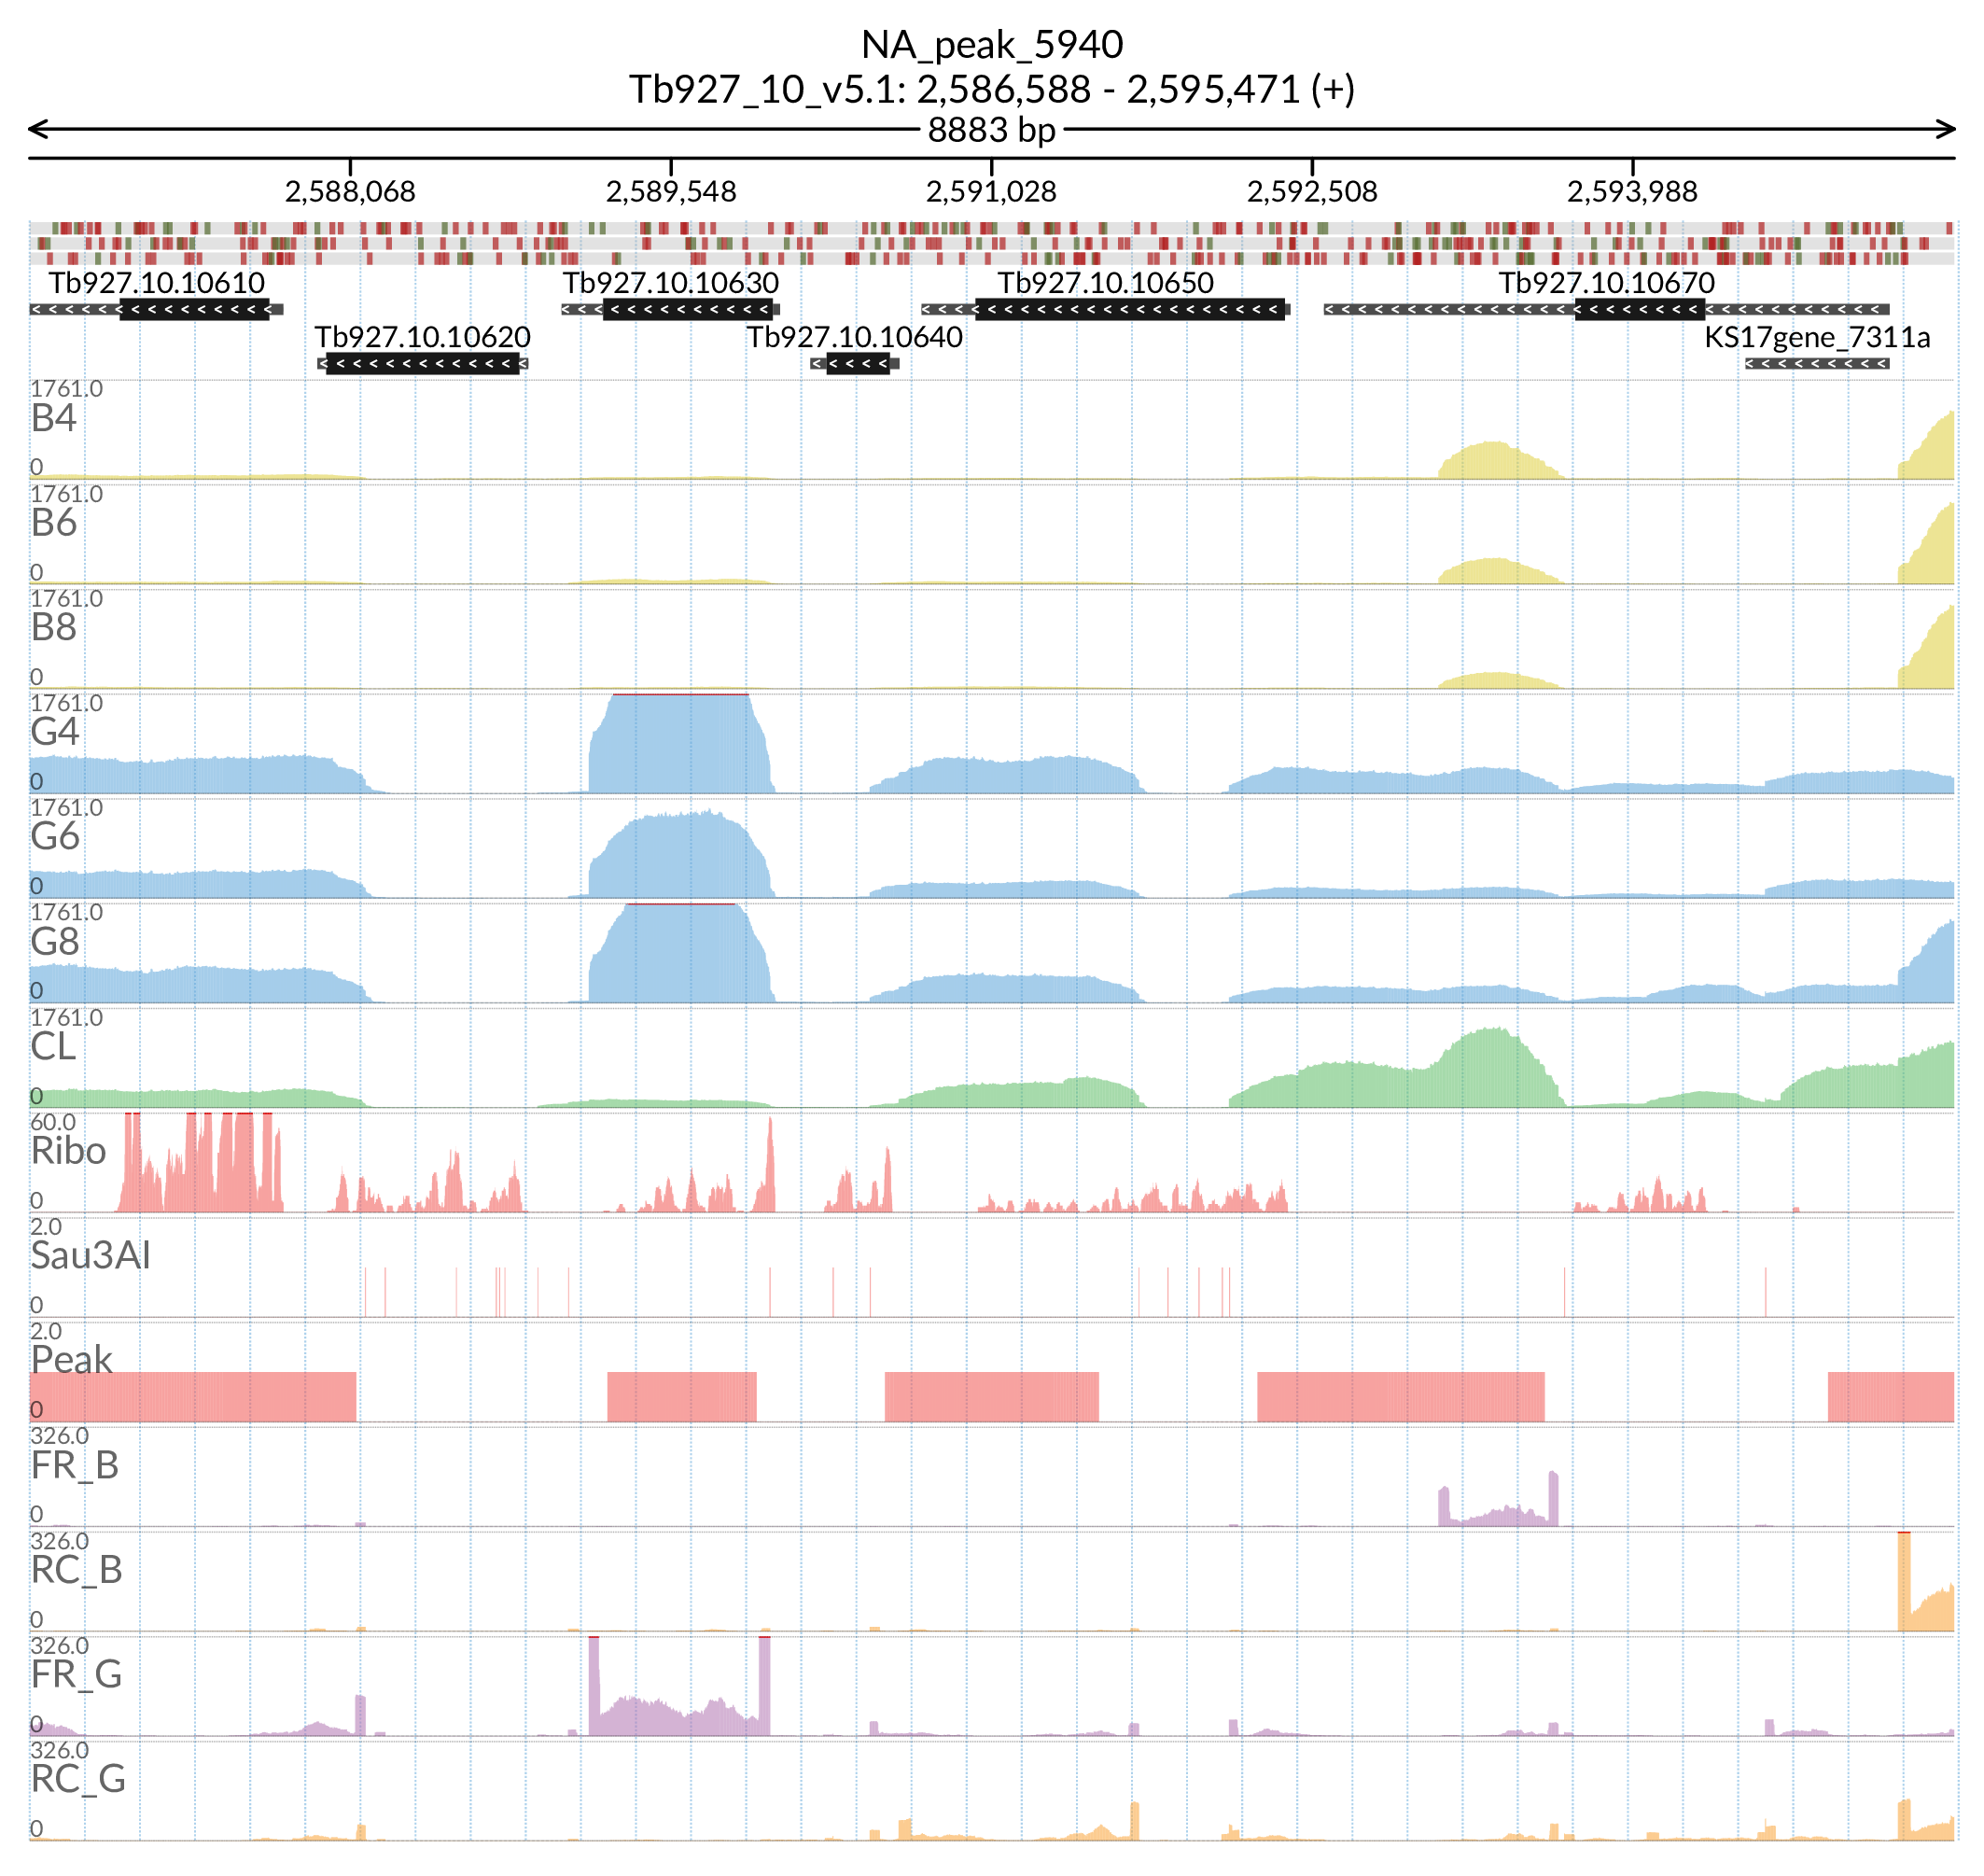 NA_peak_5940
Tb927_10_v5.1: 2,586,588 - 2,595,471 (+)
8883 bp
2,588,068 2,589,548 2,591,028 2,592,508 2,593,988
Tb927.10.10610 Tb927.10.10630 Tb927.10.10650 Tb927.10.10670
Tb927.10.10620 Tb927.10.10640 KS17gene_7311a
1761.0
B4
0
1761.0
B6
0
1761.0
B8
0
1761.0
G4
0
1761.0
G6
0
1761.0
G8
0
1761.0
CL
0
60.0
Ribo
0
2.0
Sau3AI
0
2.0
Peak
0
326.0
FR_B
0
326.0
RC_B
0
326.0
FR_G
0
326.0
RC_G
0